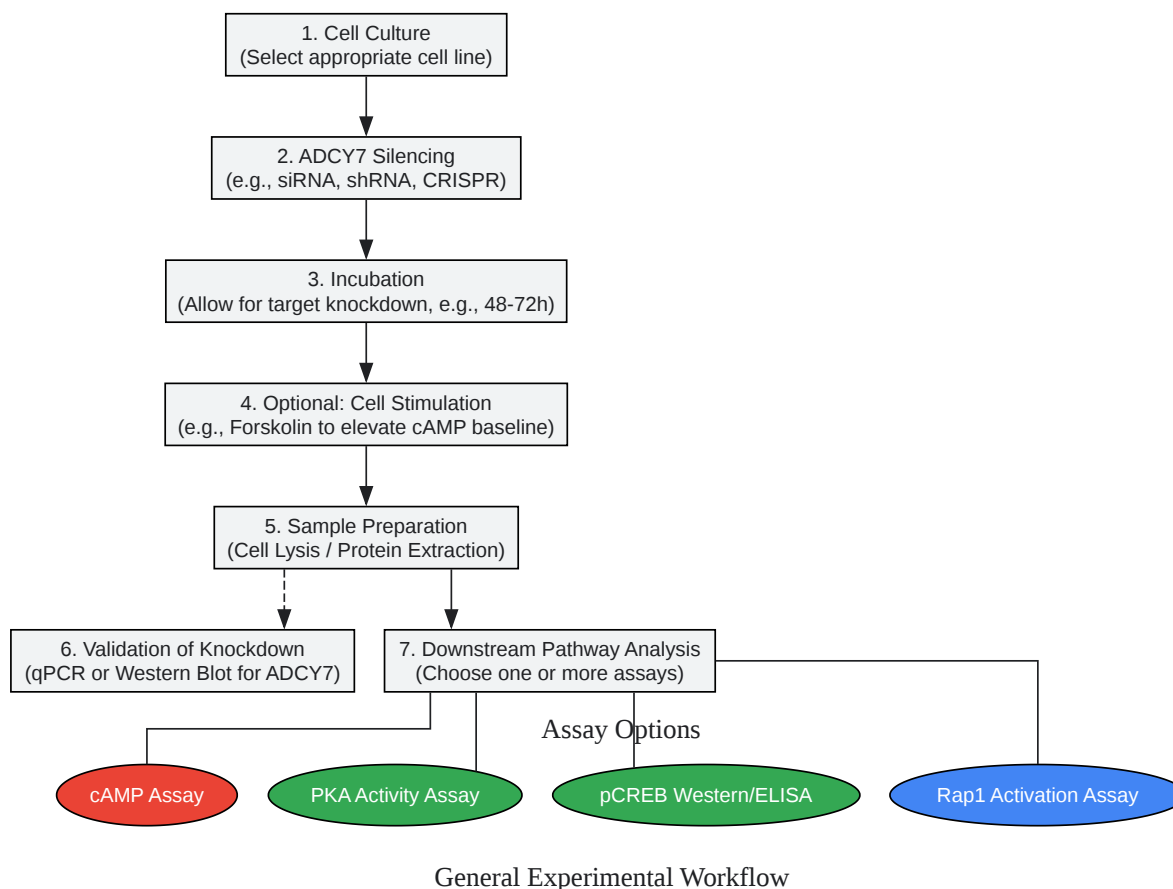 1. Cell Culture
(Select appropriate cell line)
2. ADCY7 Silencing
(e.g., siRNA, shRNA, CRISPR)
3. Incubation
(Allow for target knockdown, e.g., 48-72h)
4. Optional: Cell Stimulation
(e.g., Forskolin to elevate cAMP baseline)
5. Sample Preparation
(Cell Lysis / Protein Extraction)
6. Validation of Knockdown
(qPCR or Western Blot for ADCY7)
7. Downstream Pathway Analysis
(Choose one or more assays)
Assay Options
cAMP Assay
PKA Activity Assay
pCREB Western/ELISA
Rap1 Activation Assay
General Experimental Workflow